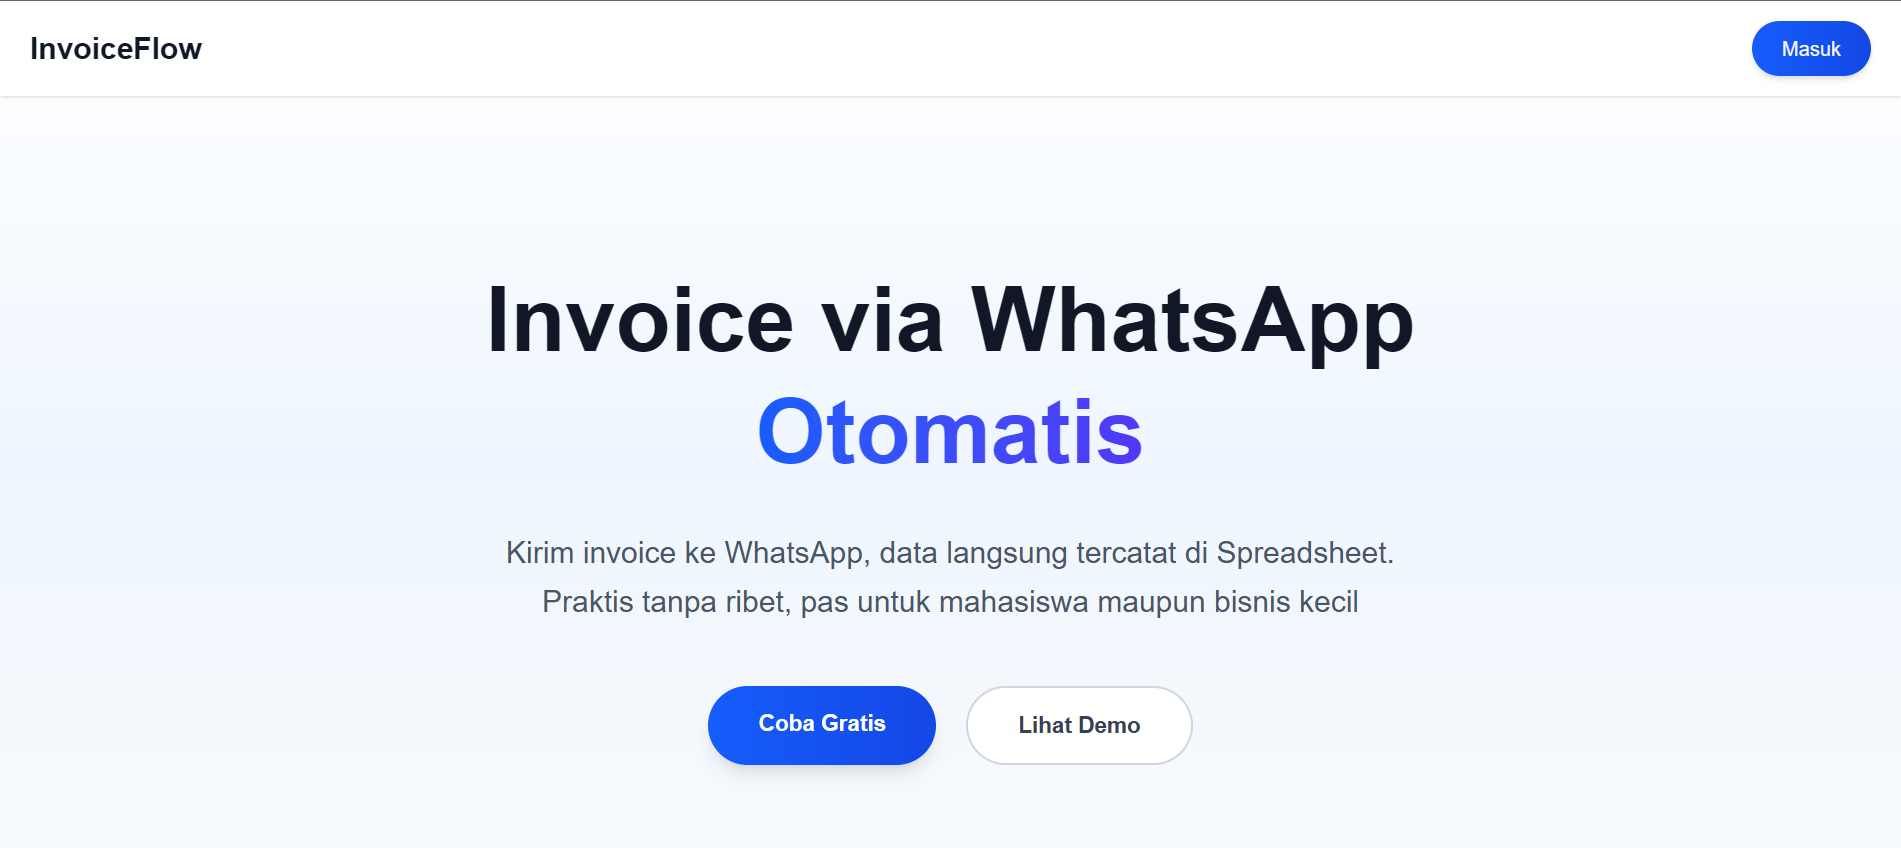 InvoiceFlow
Masuk
Invoice via WhatsApp
Otomatis
Kirim invoice ke WhatsApp, data langsung tercatat di Spreadsheet.
Praktis tanpa ribet, pas untuk mahasiswa maupun bisnis kecil
Coba Gratis
Lihat Demo